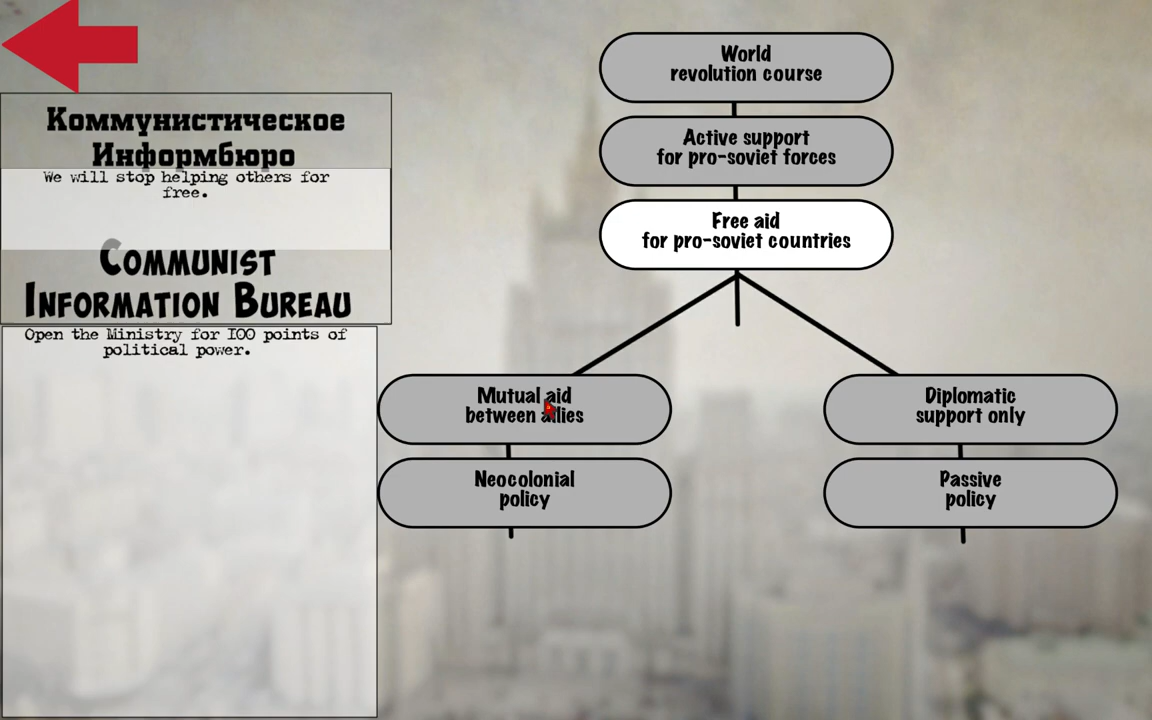 Коммунистическое
Информбюро
We will stop helping others for
free.
Communist
Information Bureau
Open the Ministry for 100 points of
political power.
World
revolution course
Active support
for pro-soviet forces
Free aid
for pro-soviet countries
Mutual aid
between allies
Diplomatic
support only
Neocolonial
policy
Passive
policy